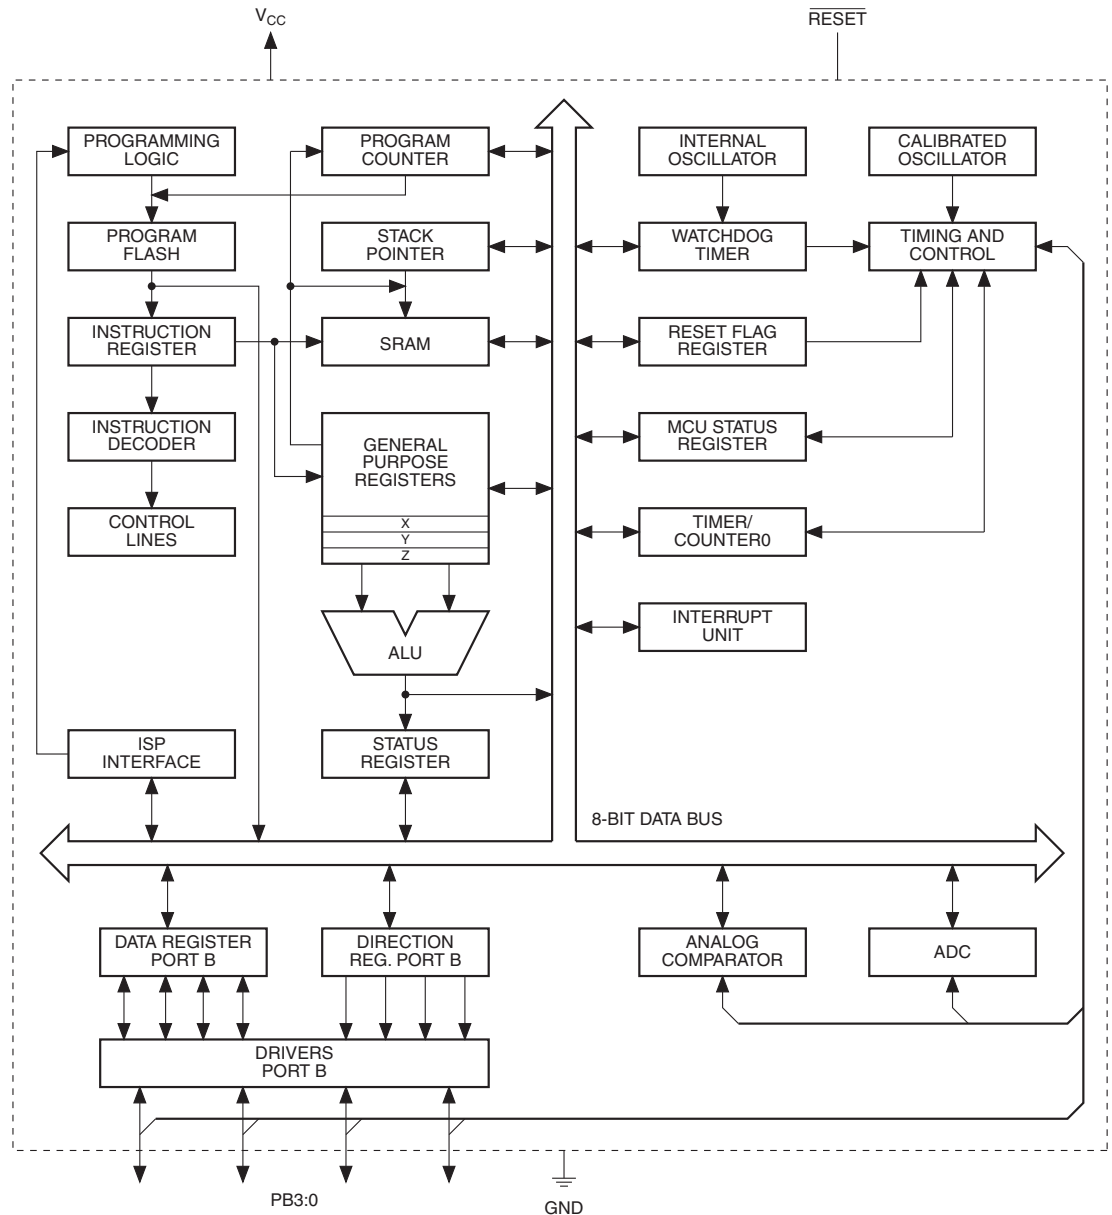 VCC
RESET
PROGRAMMING
LOGIC
PROGRAM
COUNTER
INTERNAL
OSCILLATOR
CALIBRATED
OSCILLATOR
PROGRAM
FLASH
STACK
POINTER
WATCHDOG
TIMER
TIMING AND
CONTROL
INSTRUCTION
REGISTER
SRAM
RESET FLAG
REGISTER
INSTRUCTION
DECODER
GENERAL
PURPOSE
REGISTERS
X
Y
Z
MCU STATUS
REGISTER
CONTROL
LINES
TIMER/
COUNTER0
ALU
INTERRUPT
UNIT
ISP
INTERFACE
STATUS
REGISTER
8-BIT DATA BUS
DATA REGISTER
PORT B
DIRECTION
REG. PORT B
ANALOG
COMPARATOR
ADC
DRIVERS
PORT B
PB3:0
GND